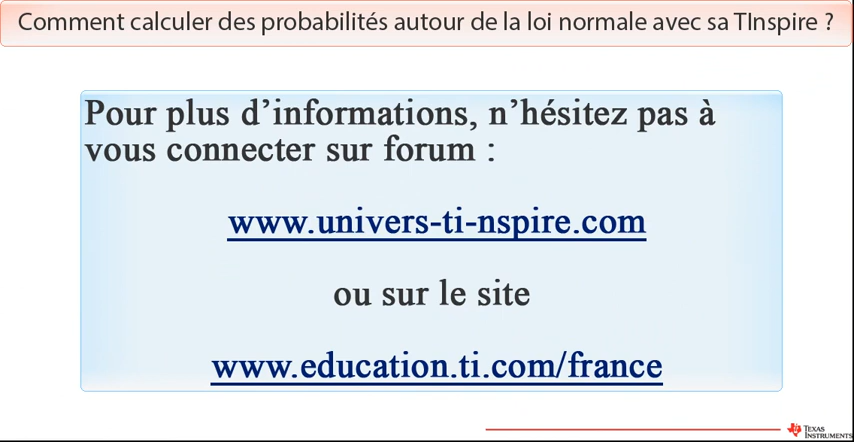 Comment calculer des probabilités autour de la loi normale avec sa TInspire ?
Pour plus d’informations, n’hésitez pas à
vous connecter sur forum :
www.univers-ti-nspire.com
ou sur le site
www.education.ti.com/france
TEXAS
INSTRUMENTS